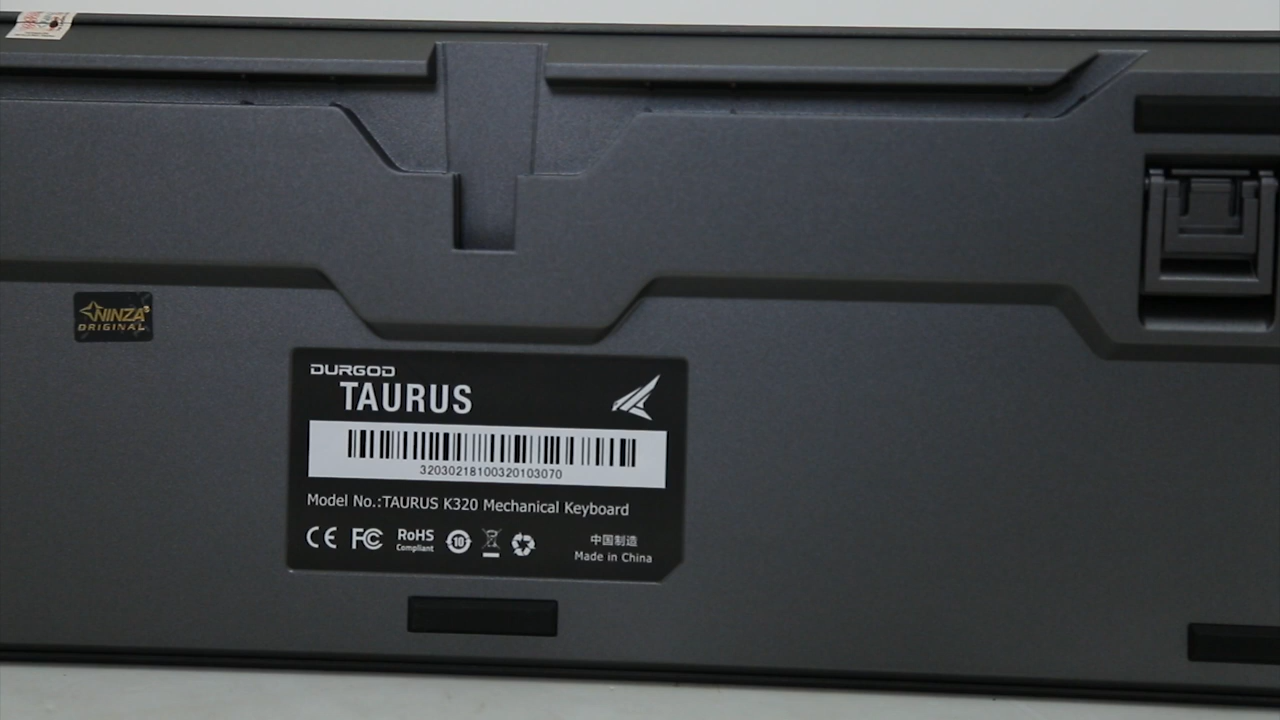 NINZA
ORIGINAL
DURGOD
TAURUS
32030218100320103070
Model No.:TAURUS K320 Mechanical Keyboard
CE FC RoHS
Compliant
10
中国制造
Made in China